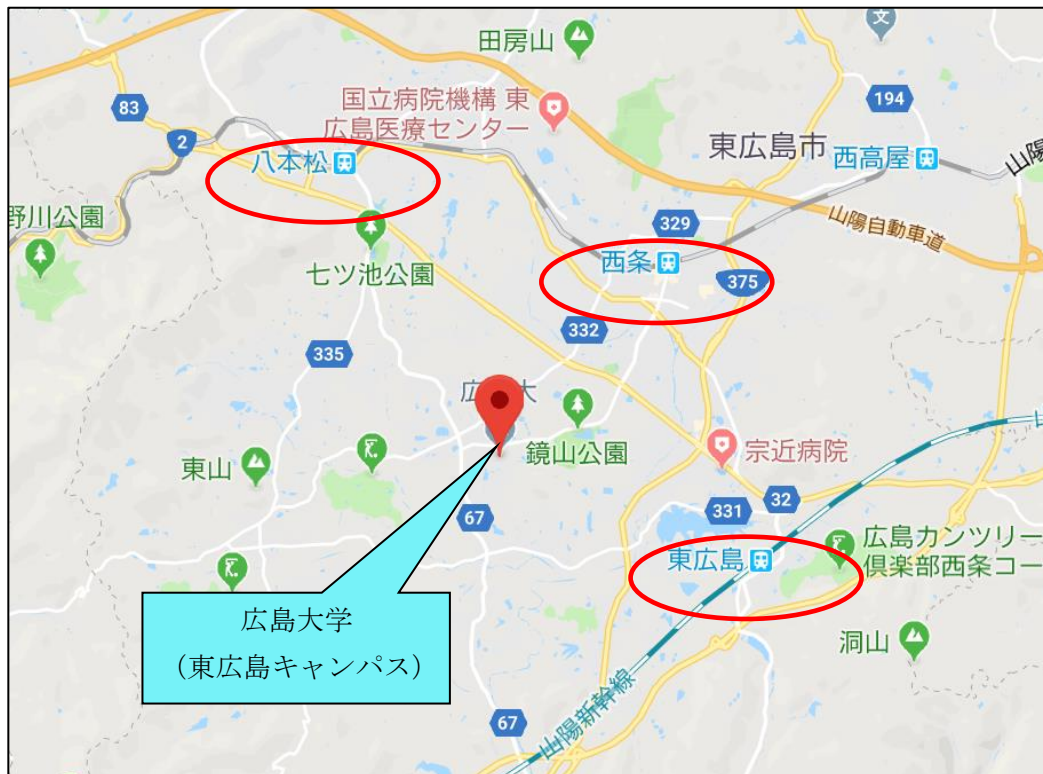 田房山
83
国立病院機構 東
広島医療センター
194
2
八本松
東広島市
西高屋
山陽
野川公園
329
山陽自動車道
七ツ池公園
西条
375
332
335
広
大
鏡山公園
宗近病院
東山
67
331
32
東広島
広島カンツリー
倶楽部西条コー
広島大学
（東広島キャンパス）
洞山
67
山陽新幹線
山
文